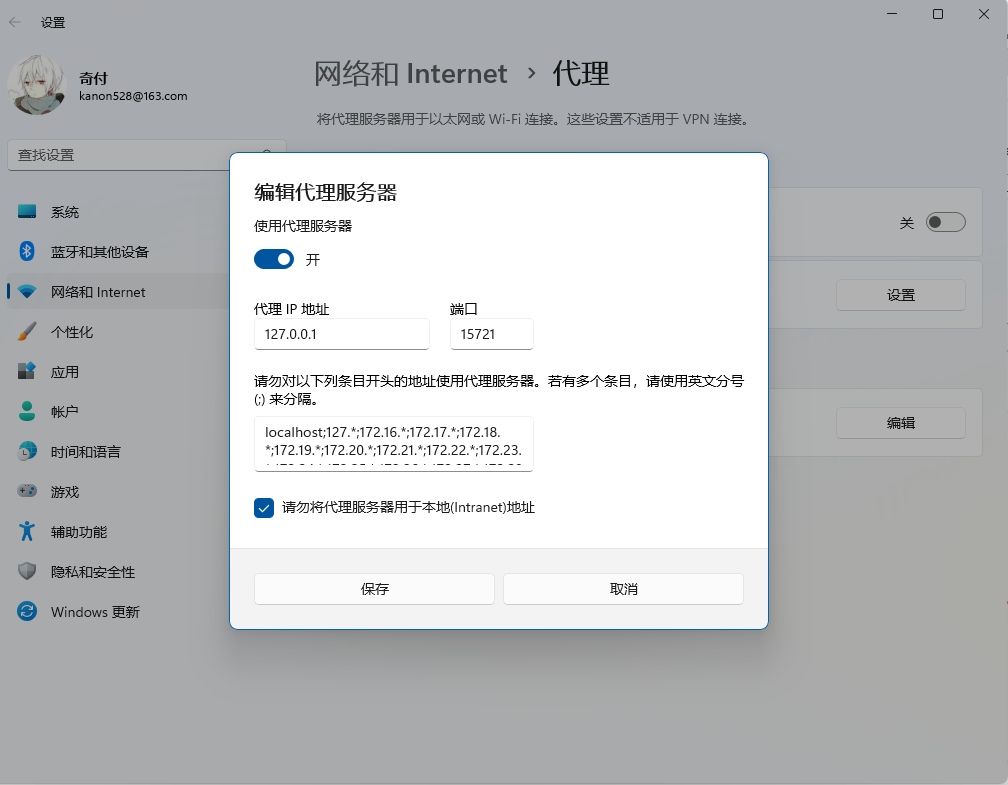 设置
奇付
kanon528@163.com
查找设置
系统
蓝牙和其他设备
网络和 Internet
个性化
应用
帐户
时间和语言
游戏
辅助功能
隐私和安全性
Windows 更新
网络和 Internet › 代理
将代理服务器用于以太网或 Wi-Fi 连接。这些设置不适用于 VPN 连接。
关
设置
编辑
编辑代理服务器
使用代理服务器
开
代理 IP 地址
端口
127.0.0.1
15721
请勿对以下列条目开头的地址使用代理服务器。若有多个条目，请使用英文分号
(;) 来分隔。
localhost;127.*;172.16.*;172.17.*;172.18.
*;172.19.*;172.20.*;172.21.*;172.22.*;172.23.
请勿将代理服务器用于本地(Intranet)地址
保存
取消